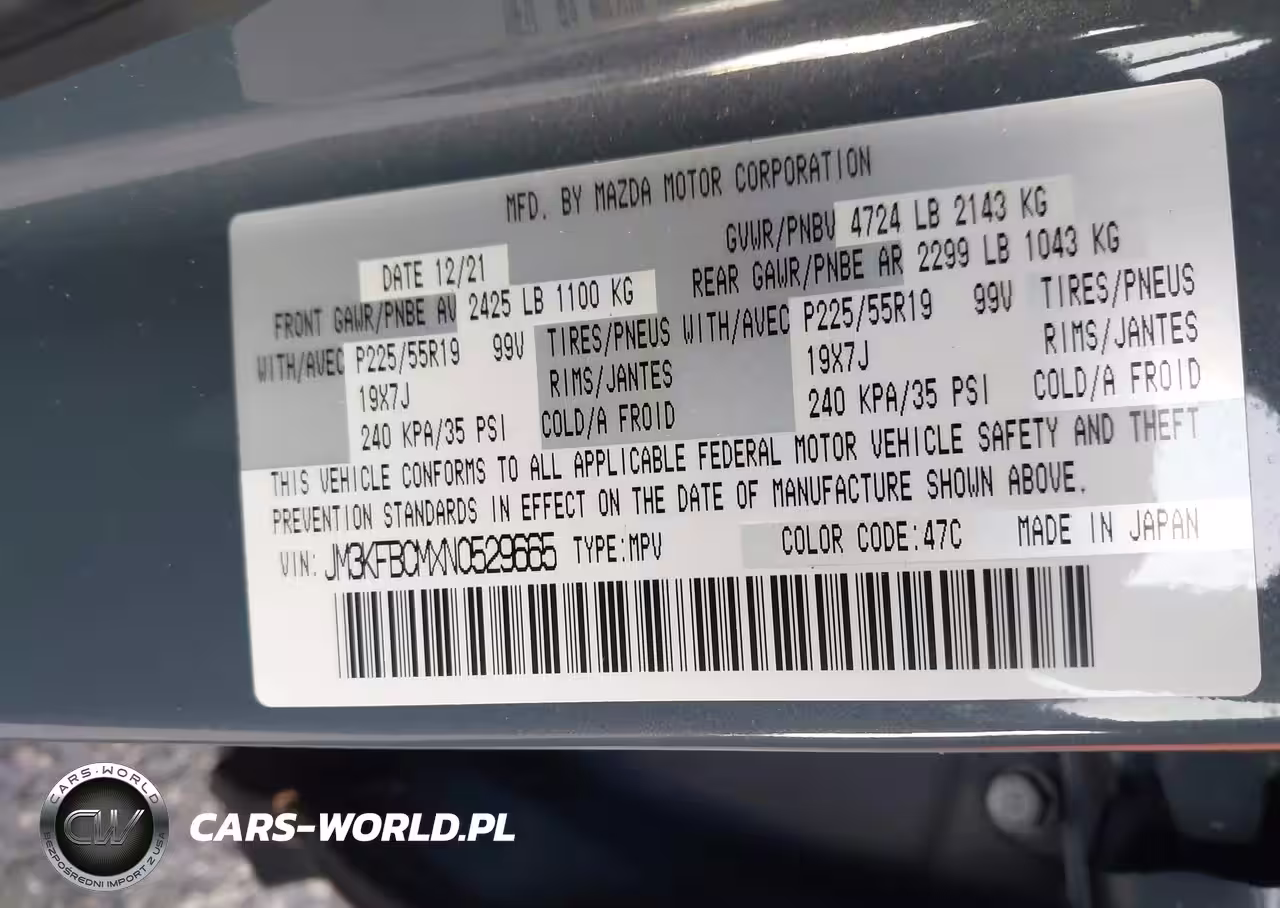 MFD. BY MAZDA MOTOR CORPORATION
DATE 12/21 GVWR/PNBV 4724 LB 2143 KG
FRONT GAWR/PNBE AV 2425 LB 1100 KG REAR GAWR/PNBE AR 2299 LB 1043 KG
WITH/AVEC P225/55R19 99V TIRES/PNEUS WITH/AVEC P225/55R19 99V TIRES/PNEUS
19X7J RIMS/JANTES 19X7J RIMS/JANTES
240 KPA/35 PSI COLD/A FROID 240 KPA/35 PSI COLD/A FROID
THIS VEHICLE CONFORMS TO ALL APPLICABLE FEDERAL MOTOR VEHICLE SAFETY AND THEFT
PREVENTION STANDARDS IN EFFECT ON THE DATE OF MANUFACTURE SHOWN ABOVE.
VIN: JM3KFBCMXN0529665 TYPE:MPV COLOR CODE:47C MADE IN JAPAN
CARS-WORLD
CW
BEZPOŚREDNI IMPORT Z USA
CARS-WORLD.PL